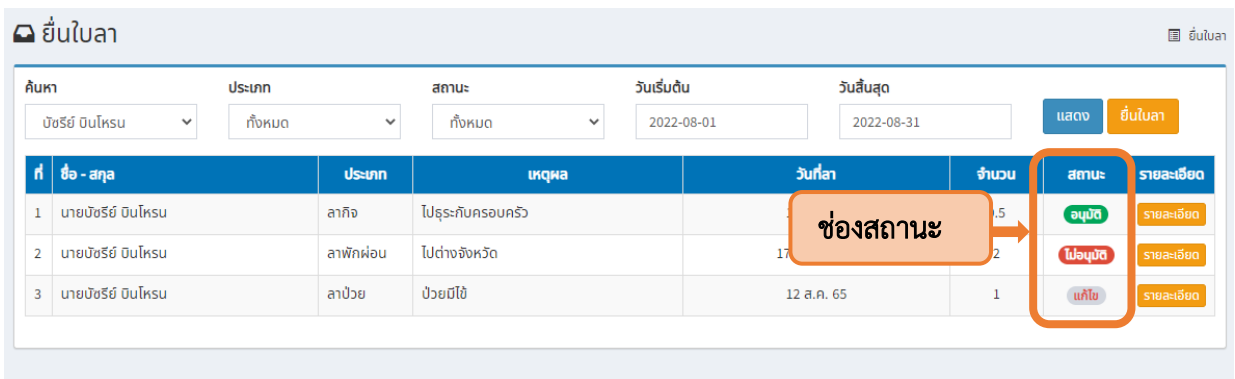 ยื่นใบลา
ยื่นใบลา
ค้นหา ประเภท สถานะ วันเริ่มต้น วันสิ้นสุด
บัซรีย์ บินโหรน ทั้งหมด ทั้งหมด 2022-08-01 2022-08-31 แสดง ยื่นใบลา
ที่ ชื่อ - สกุล ประเภท เหตุผล วันที่ลา จำนวน สถานะ รายละเอียด
1 นายบัซรีย์ บินโหรน ลากิจ ไปธุระกับครอบครัว .5 อนุมัติ รายละเอียด
ช่องสถานะ
2 นายบัซรีย์ บินโหรน ลาพักผ่อน ไปต่างจังหวัด 17 2 ไม่อนุมัติ รายละเอียด
3 นายบัซรีย์ บินโหรน ลาป่วย ป่วยมีไข้ 12 ส.ค. 65 1 แก้ไข รายละเอียด